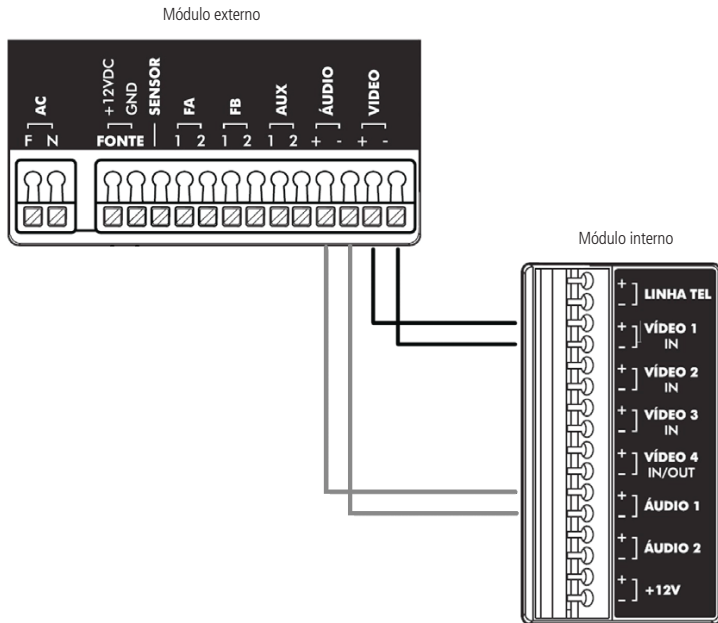 Módulo externo
AC
+12VDC
GND
SENSOR
FA
FB
AUX
ÁUDIO
VIDEO
F N FONTE 1 2 1 2 1 2 + - + -
Módulo interno
+ - LINHA TEL
+ - VÍDEO 1
IN
+ - VÍDEO 2
IN
+ - VÍDEO 3
IN
+ - VÍDEO 4
IN/OUT
+ - ÁUDIO 1
+ - ÁUDIO 2
+ - +12V